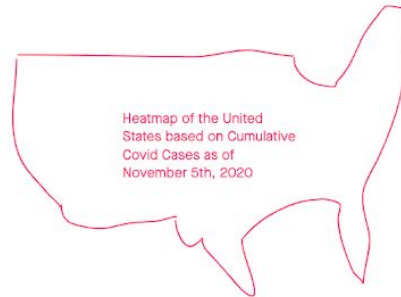 Heatmap of the United
States based on Cumulative
Covid Cases as of
November 5th, 2020